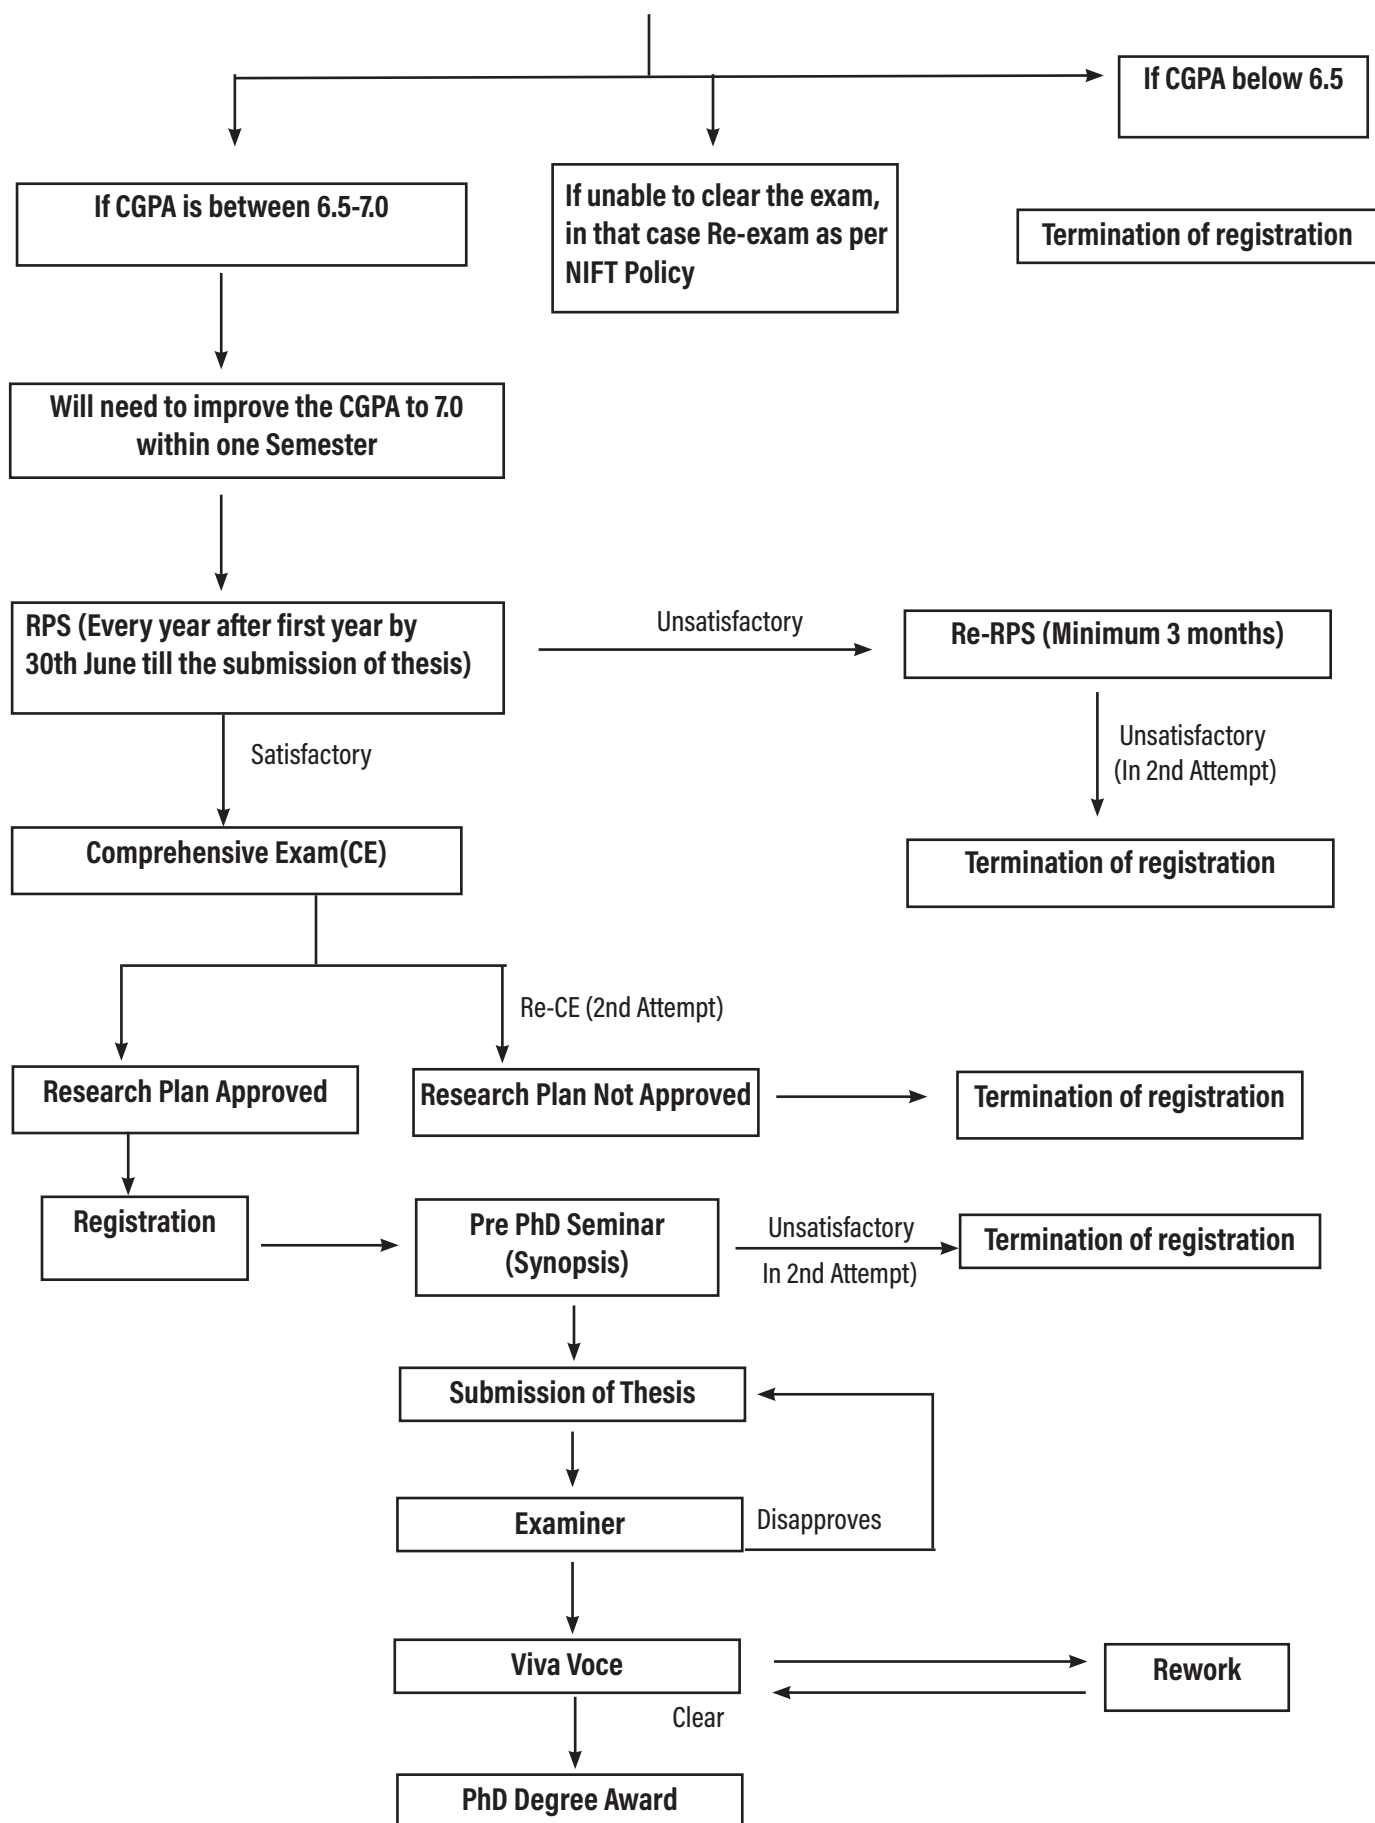 If CGPA below 6.5
If CGPA is between 6.5-7.0
If unable to clear the exam,
in that case Re-exam as per
NIFT Policy
Termination of registration
Will need to improve the CGPA to 7.0
within one Semester
RPS (Every year after first year by
30th June till the submission of thesis)
Unsatisfactory
Re-RPS (Minimum 3 months)
Satisfactory
Unsatisfactory
(In 2nd Attempt)
Comprehensive Exam(CE)
Termination of registration
Re-CE (2nd Attempt)
Research Plan Approved
Research Plan Not Approved
Termination of registration
Registration
Pre PhD Seminar
(Synopsis)
Unsatisfactory
In 2nd Attempt)
Termination of registration
Submission of Thesis
Examiner
Disapproves
Viva Voce
Rework
Clear
PhD Degree Award